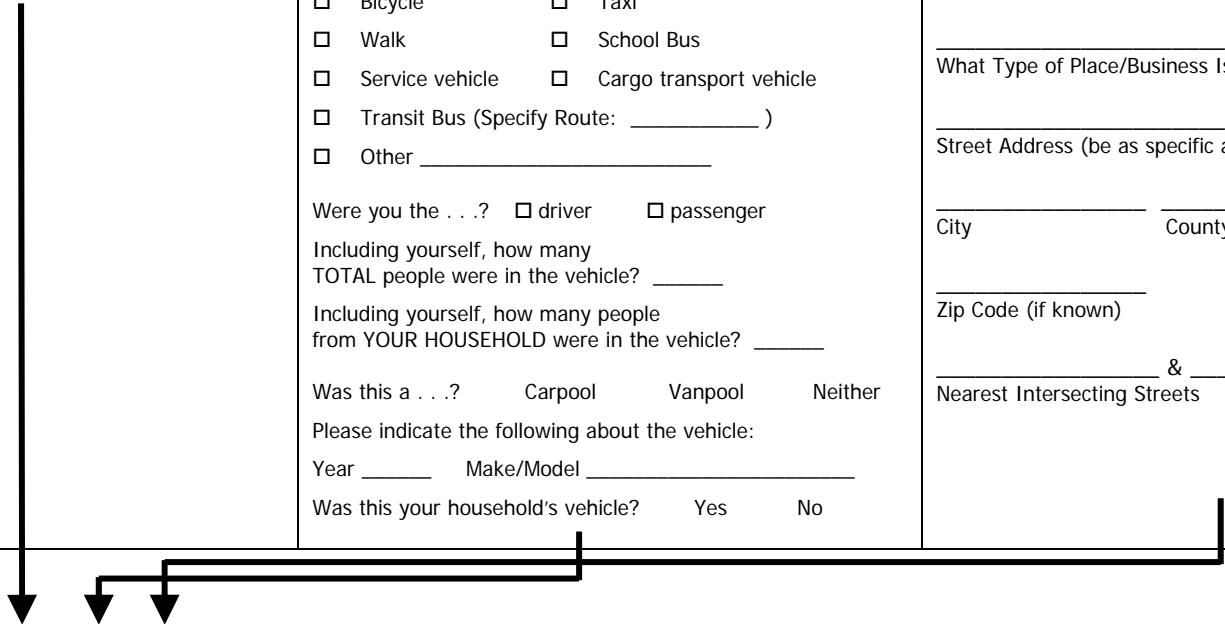 ☐ Bicycle ☐ Taxi
☐ Walk ☐ School Bus
☐ Service vehicle ☐ Cargo transport vehicle
☐ Transit Bus (Specify Route: ___________ )
☐ Other _________________________
Were you the . . .? ☐ driver ☐ passenger
Including yourself, how many
TOTAL people were in the vehicle? ______
Including yourself, how many people
from YOUR HOUSEHOLD were in the vehicle? ______
Was this a . . .? Carpool Vanpool Neither
Please indicate the following about the vehicle:
Year ______ Make/Model _______________________
Was this your household’s vehicle? Yes No
What Type of Place/Business
Street Address (be as specific
City County
Zip Code (if known)
___________________ & ___
Nearest Intersecting Streets